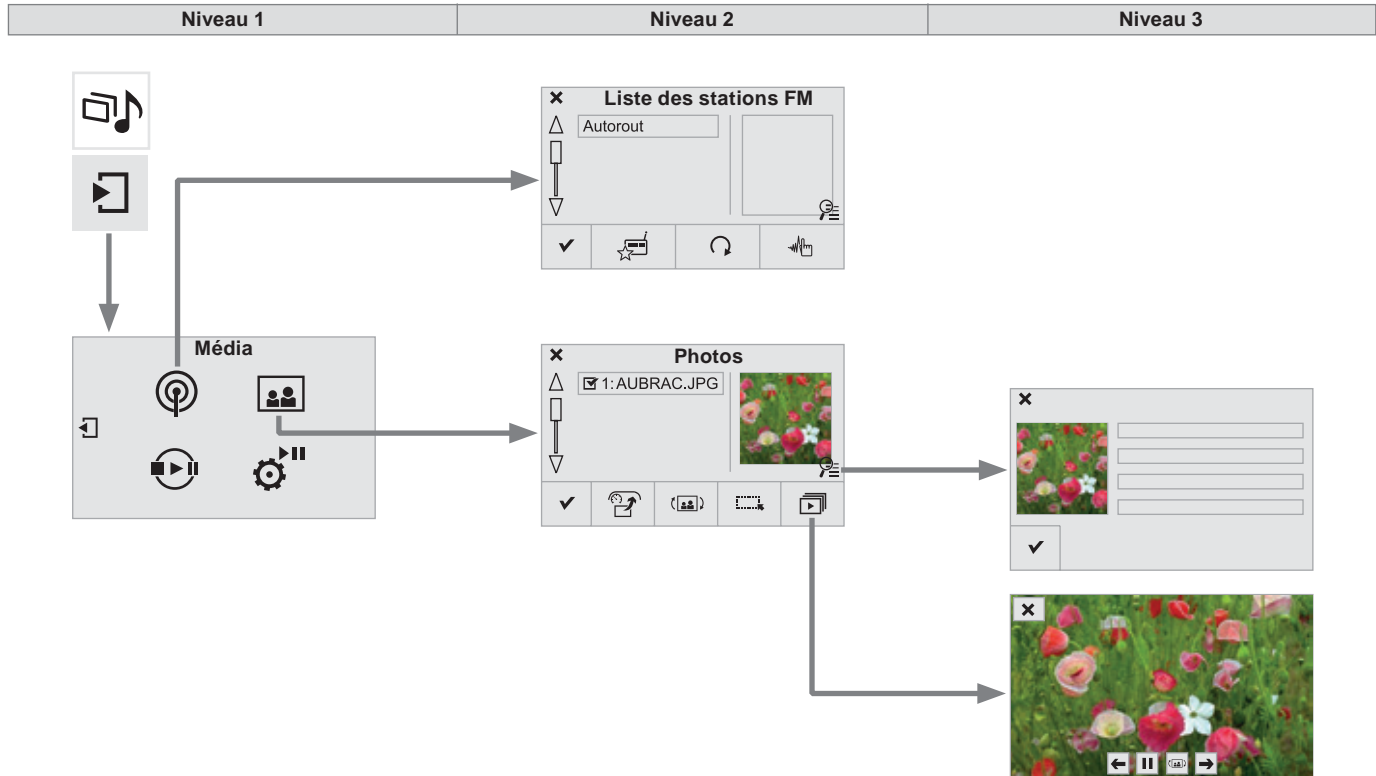 Niveau 1
Niveau 2
Niveau 3
Liste des stations FM
Autorout
Média
Photos
1: AUBRAC.JPG